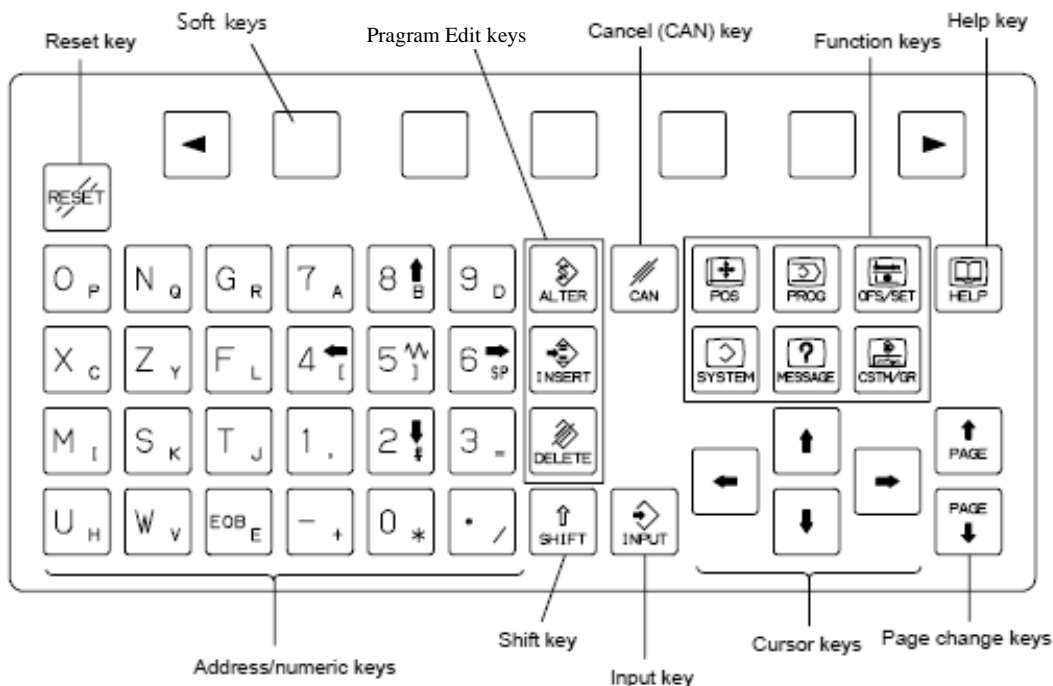 Reset key
Soft keys
Pragram Edit keys
Cancel (CAN) key
Function keys
Help key
RESET
O P
N Q
G R
7 A
8 B
9 D
ALTER
CAN
POS
PROG
OFS/SET
HELP
X C
Z Y
F L
4 [
5 ]
6 SP
INSERT
SYSTEM
MESSAGE
CSTM/GR
M I
S K
T J
1 ,
2
3 =
DELETE
PAGE
U H
W V
EOB E
- +
0 *
. /
SHIFT
INPUT
PAGE
Address/numeric keys
Shift key
Input key
Cursor keys
Page change keys